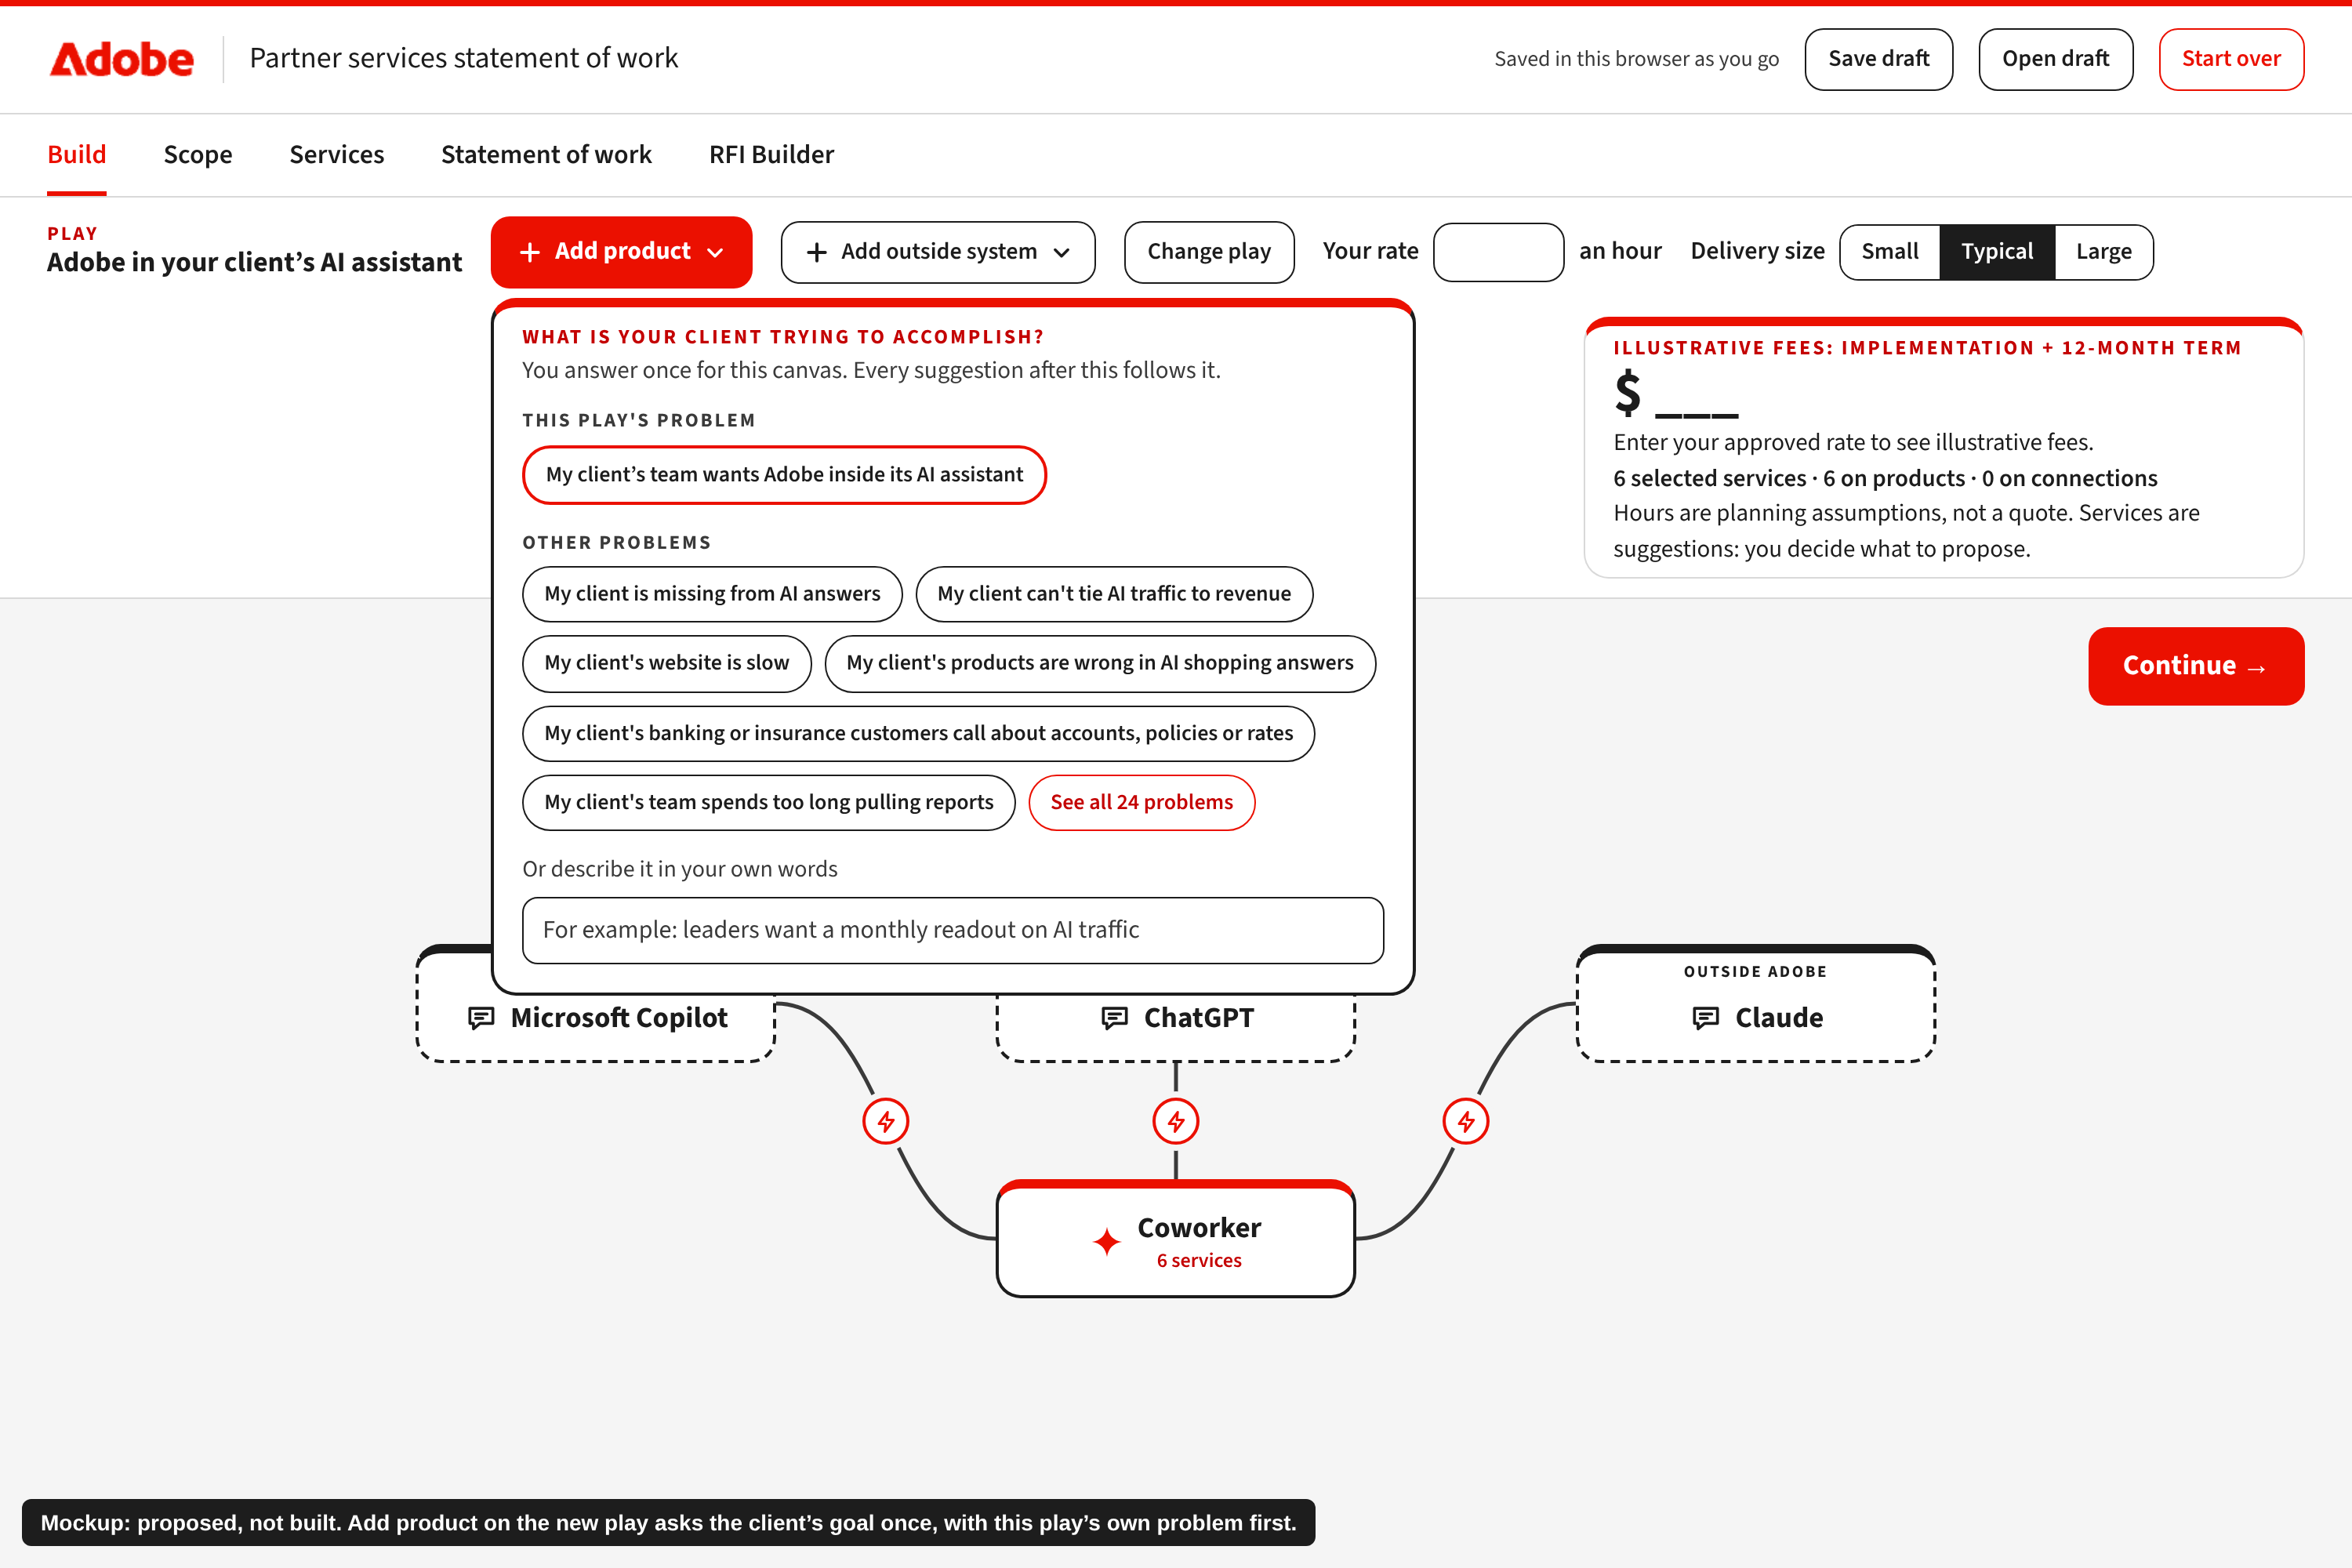 Adobe
Partner services statement of work
Saved in this browser as you go
Save draft
Open draft
Start over
Build
Scope
Services
Statement of work
RFI Builder
PLAY
Adobe in your client’s AI assistant
Add product
Add outside system
Change play
Your rate
an hour
Delivery size
Small
Typical
Large
WHAT IS YOUR CLIENT TRYING TO ACCOMPLISH?
You answer once for this canvas. Every suggestion after this follows it.
THIS PLAY'S PROBLEM
My client’s team wants Adobe inside its AI assistant
OTHER PROBLEMS
My client is missing from AI answers
My client can't tie AI traffic to revenue
My client's website is slow
My client's products are wrong in AI shopping answers
My client's banking or insurance customers call about accounts, policies or rates
My client's team spends too long pulling reports
See all 24 problems
Or describe it in your own words
For example: leaders want a monthly readout on AI traffic
ILLUSTRATIVE FEES: IMPLEMENTATION + 12-MONTH TERM
$ ___
Enter your approved rate to see illustrative fees.
6 selected services · 6 on products · 0 on connections
Hours are planning assumptions, not a quote. Services are
suggestions: you decide what to propose.
Continue →
Microsoft Copilot
ChatGPT
OUTSIDE ADOBE
Claude
Coworker
6 services
Mockup: proposed, not built. Add product on the new play asks the client’s goal once, with this play’s own problem first.